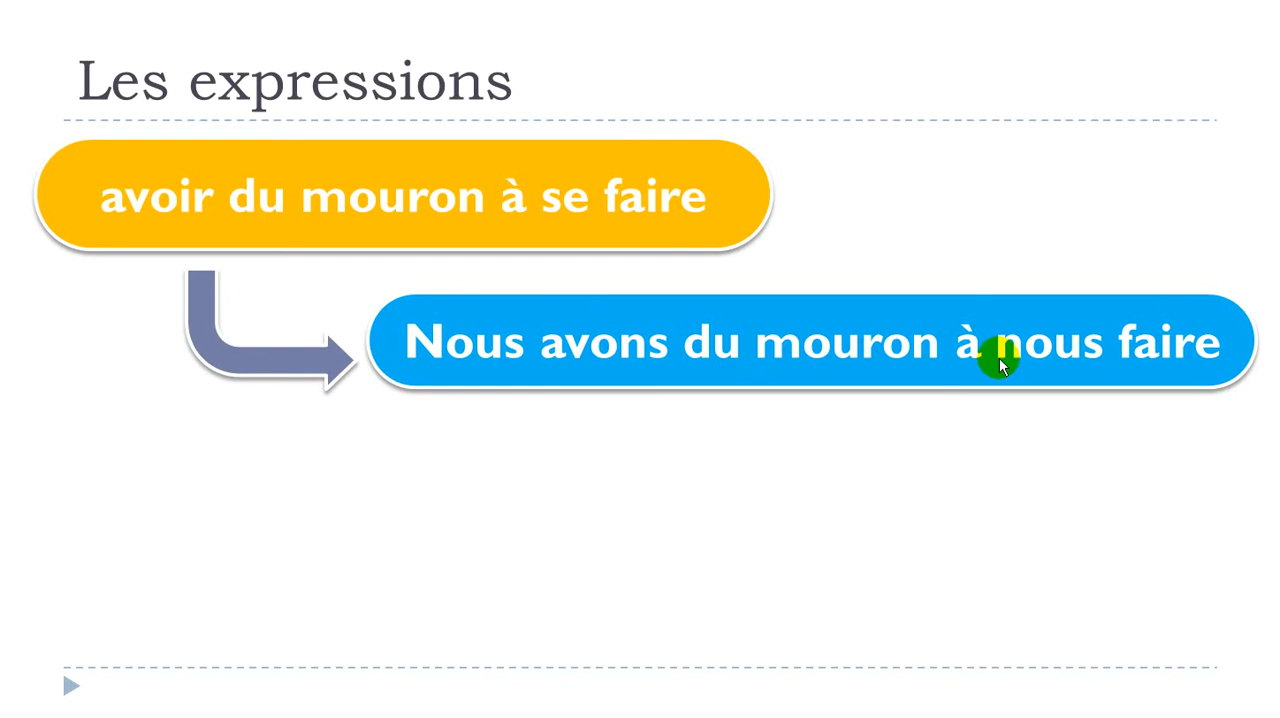 Les expressions
avoir du mouron à se faire
Nous avons du mouron à nous faire